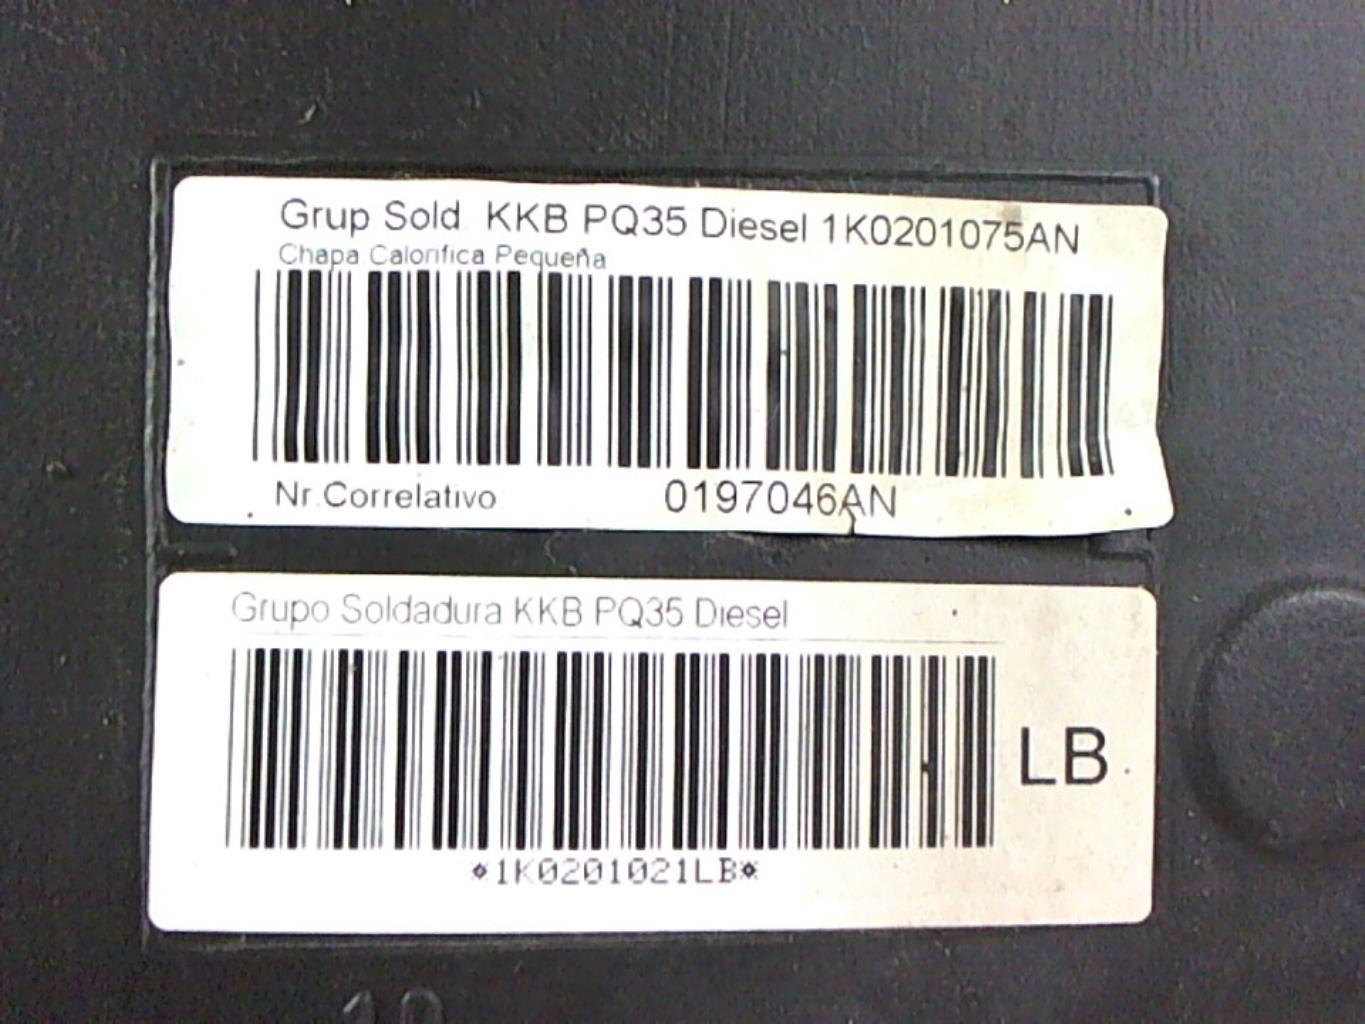 Grup Sold. KKB PQ35 Diesel 1K0201075AN
Chapa Calorifica Pequeña
Nr.Correlativo 0197046AN
Grupo Soldadura KKB PQ35 Diesel
LB
*1K0201021LB*